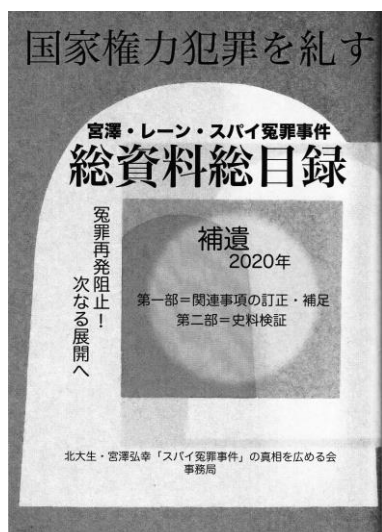 国家権力犯罪を糺す
宮澤・レーン・スパイ冤罪事件
総資料総目録
冤罪再発阻止！
次なる展開へ
補遺
2020年
第一部＝関連事項の訂正・補足
第二部＝史料検証
北大生・宮澤弘幸「スパイ冤罪事件」の真相を広める会
事務局